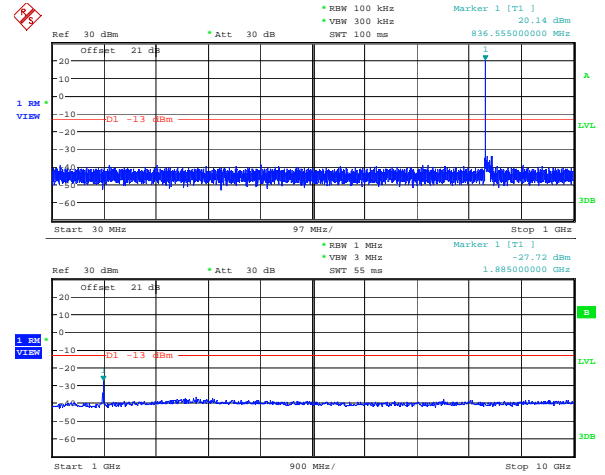 R S
* RBW 100 kHz Marker 1 [T1 ]
* VBW 300 kHz 20.14 dBm
Ref 30 dBm * Att 30 dB SWT 100 ms 836.555000000 MHz
Offset 21 dB 1
20
A
10
0
1 RM *
VIEW
-10
D1 -13 dBm
LVL
-20
-30
-40
-50
-60
3DB
Start 30 MHz 97 MHz/ Stop 1 GHz
* RBW 1 MHz Marker 1 [T1 ]
* VBW 3 MHz -27.72 dBm
Ref 30 dBm * Att 30 dB SWT 55 ms 1.885000000 GHz
Offset 21 dB
20
B
10
0
1 RM *
VIEW
-10
D1 -13 dBm
LVL
1
-20
-30
-40
-50
3DB
-60
Start 1 GHz 900 MHz/ Stop 10 GHz